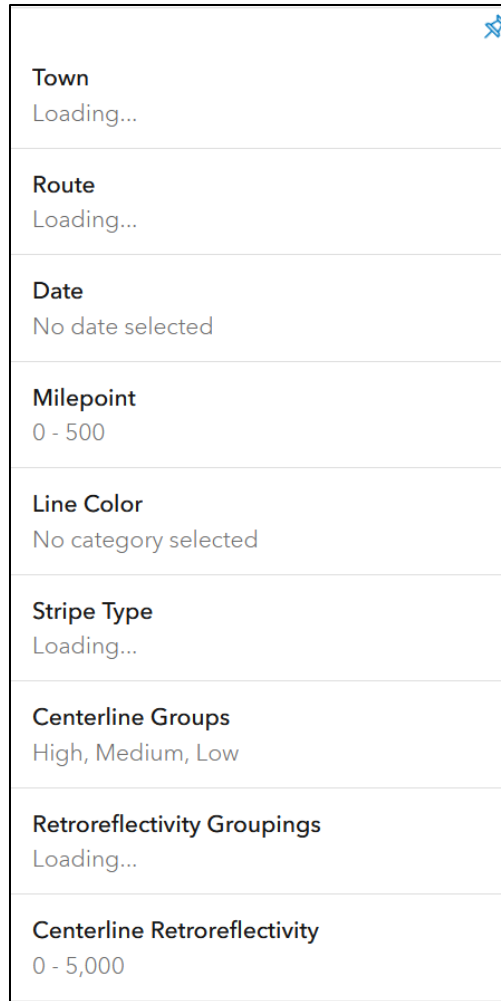 Town
Loading...
Route
Loading...
Date
No date selected
Milepoint
0 - 500
Line Color
No category selected
Stripe Type
Loading...
Centerline Groups
High, Medium, Low
Retroreflectivity Groupings
Loading...
Centerline Retroreflectivity
0 - 5,000